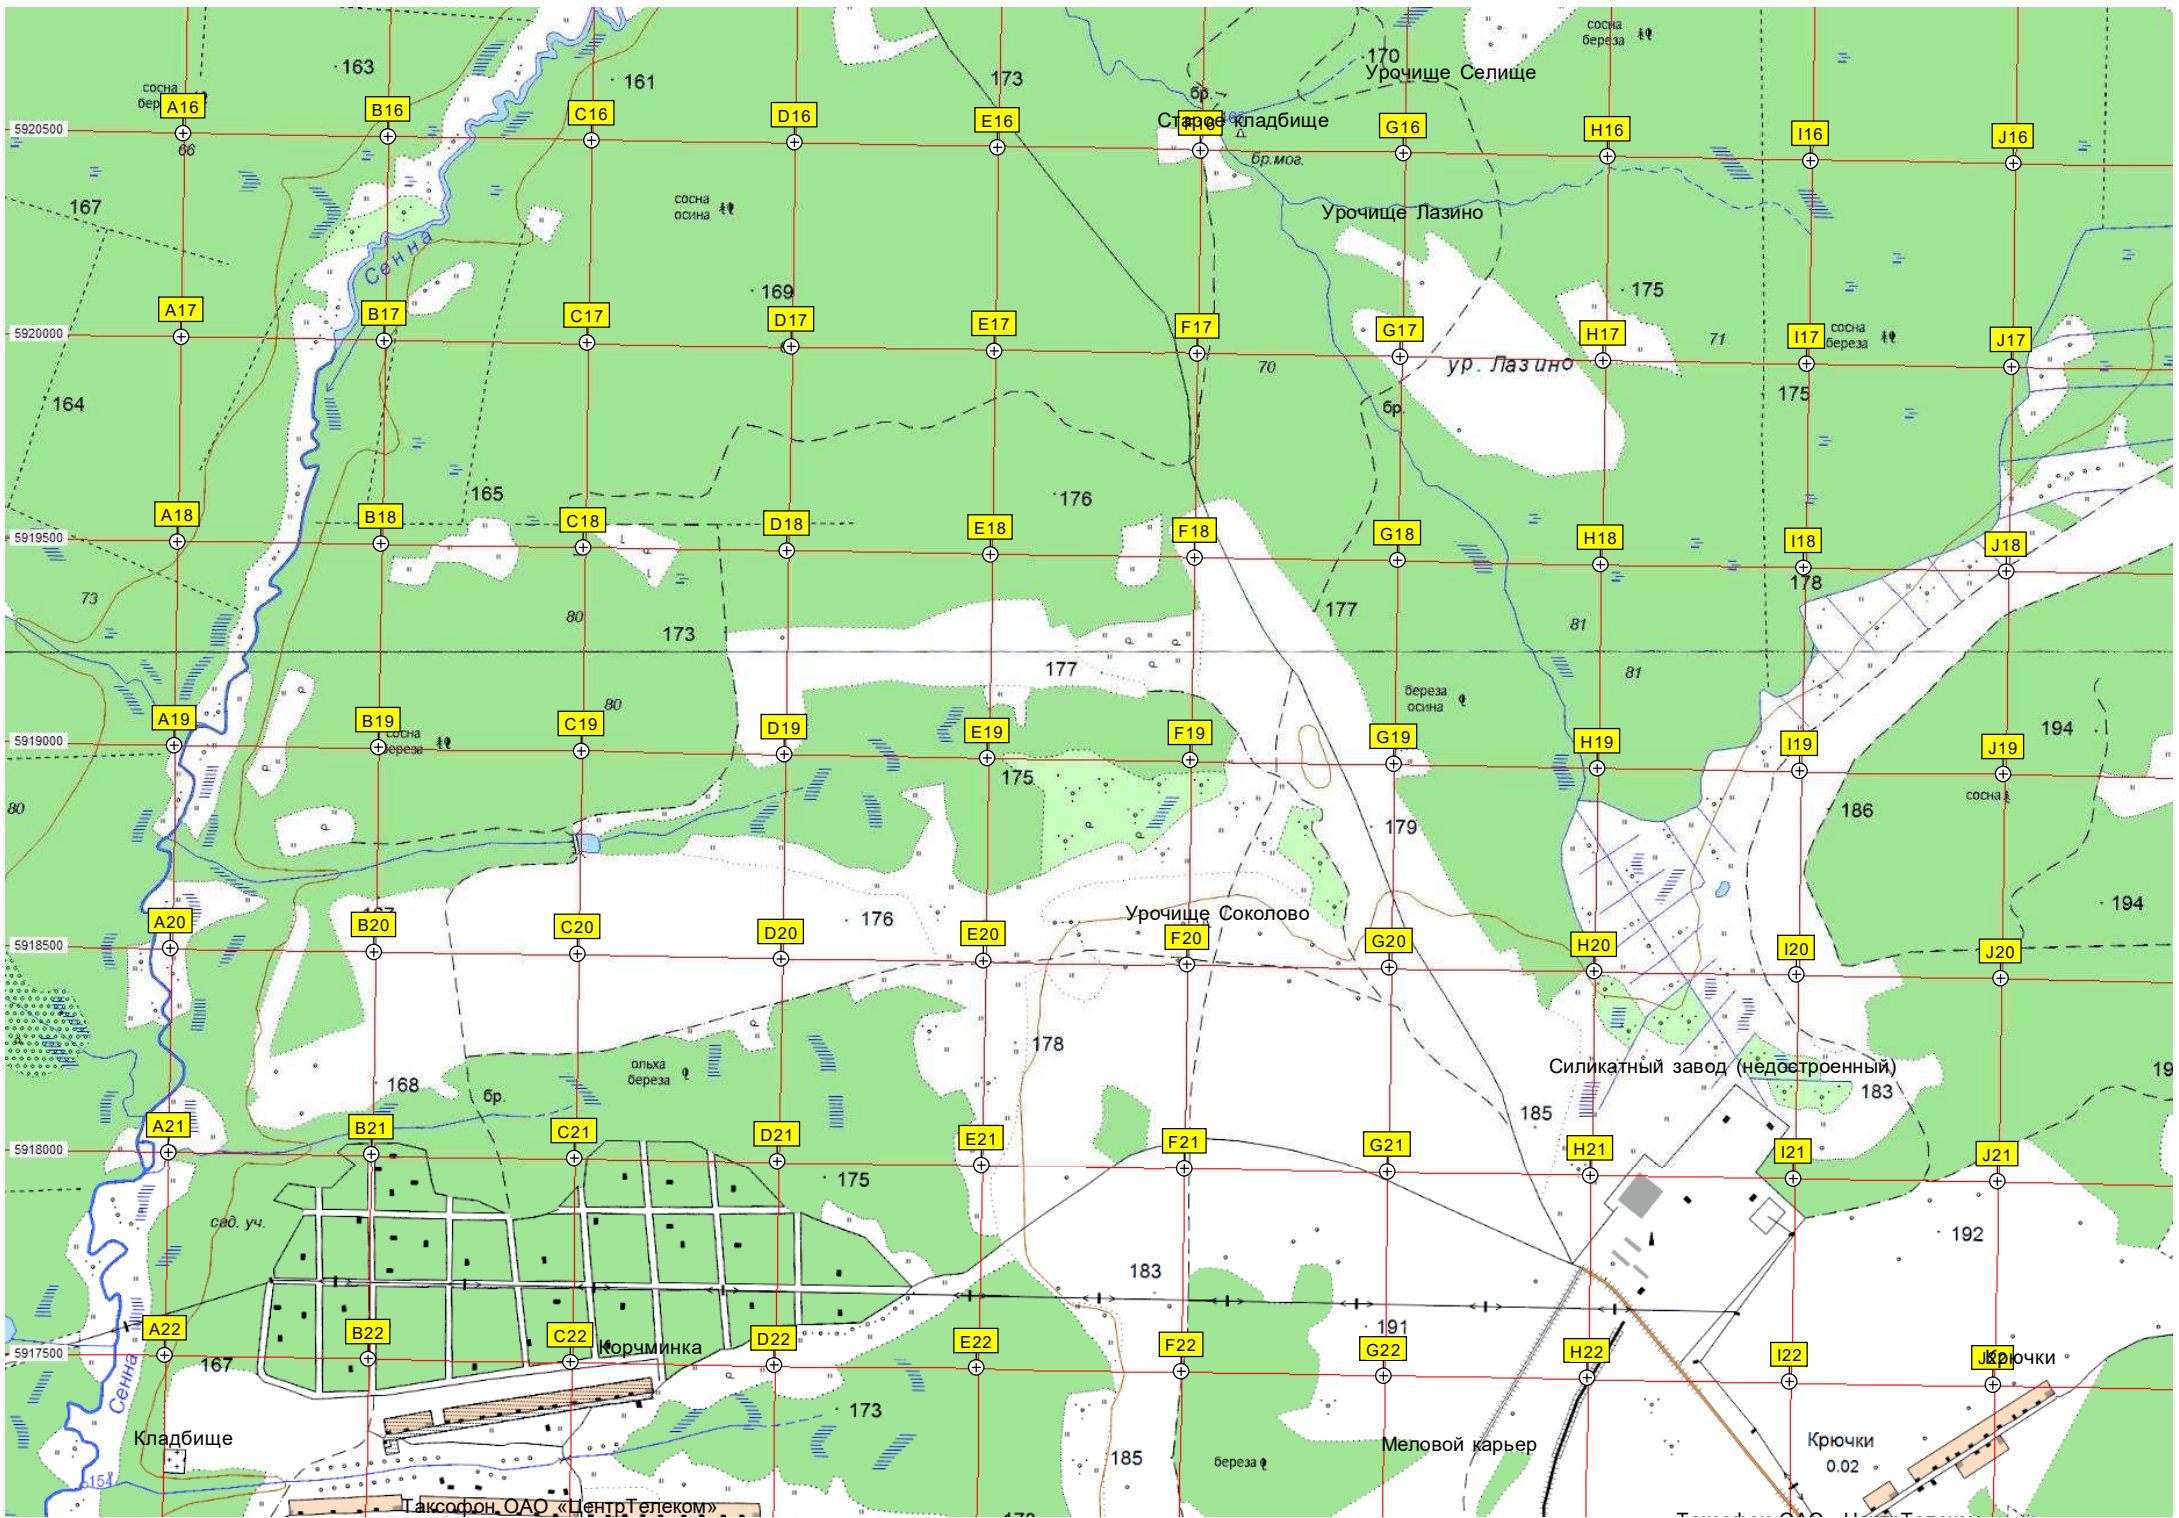 163
161
173
170
сосна
береза
Урочище Селище
сосна
бер
бр.
A16
B16
C16
D16
E16
Старое кладбище
G16
H16
I16
J16
5920500
66
бр.мог.
167
сосна
осина
Урочище Лазино
Сенна
169
175
A17
B17
C17
D17
E17
F17
G17
H17
I17
J17
5920000
сосна
береза
71
70
ур. Лазино
164
175
бр.
165
176
A18
B18
C18
D18
E18
F18
G18
H18
I18
J18
5919500
178
73
80
173
177
81
177
81
80
береза
осина
A19
B19
C19
D19
E19
F19
G19
H19
I19
J19
5919000
сосна
береза
194
175
80
сосна
186
179
176
Урочище Соколово
194
A20
B20
C20
D20
E20
F20
G20
H20
I20
J20
5918500
178
ольха
береза
Силикатный завод (недостроенный)
168
бр.
183
19
185
A21
B21
C21
D21
E21
F21
G21
H21
I21
J21
5918000
175
сад. уч.
192
183
191
A22
B22
C22
D22
E22
F22
G22
H22
I22
Крючки
5917500
Корчминка
167
Сенна
173
Кладбище
Меловой карьер
Крючки
0.02
185
береза
154
Таксофон ОАО «ЦентрТелеком»